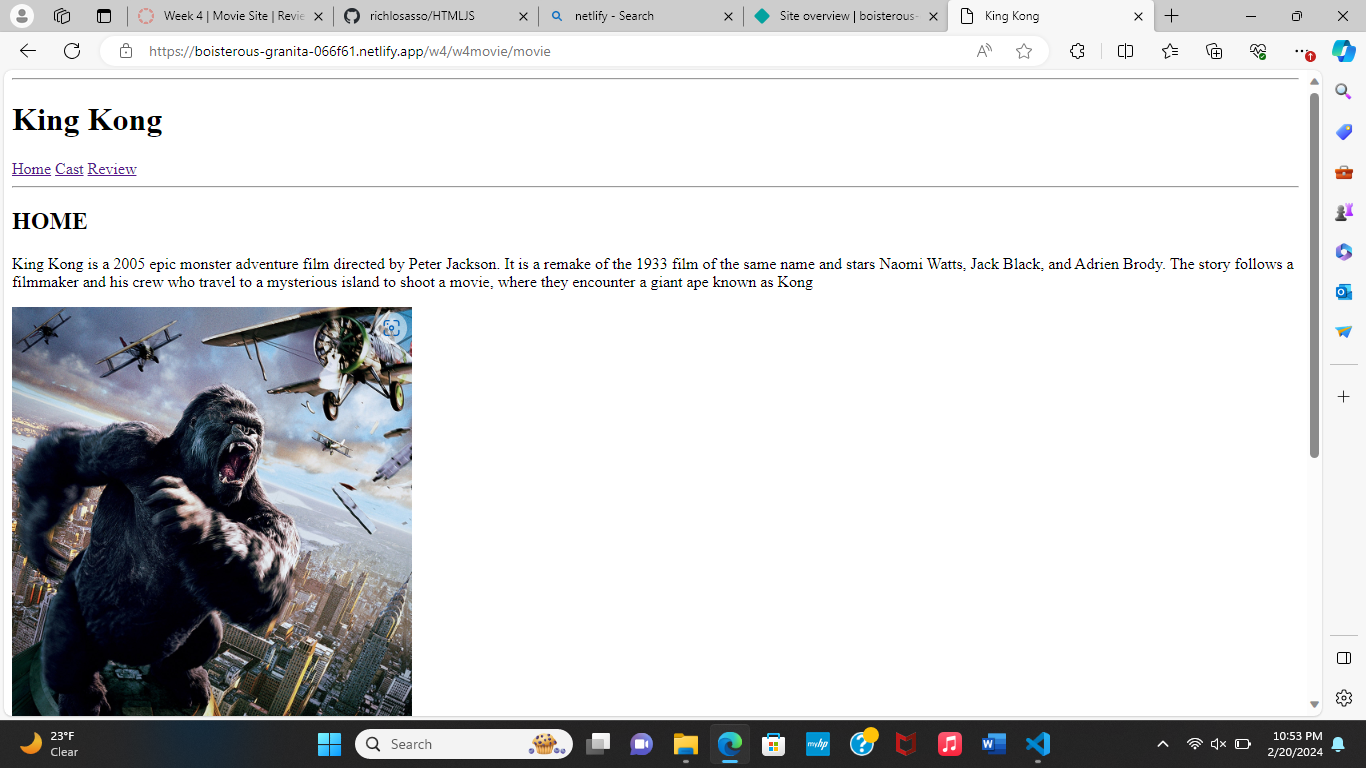 Week 4 | Movie Site | Revie
richlosasso/HTMLJS
netlify - Search
Site overview | boisterous-
King Kong
https://boisterous-granita-066f61.netlify.app/w4/w4movie/movie
King Kong
Home Cast Review
HOME
King Kong is a 2005 epic monster adventure film directed by Peter Jackson. It is a remake of the 1933 film of the same name and stars Naomi Watts, Jack Black, and Adrien Brody. The story follows a
filmmaker and his crew who travel to a mysterious island to shoot a movie, where they encounter a giant ape known as Kong
23°F
Clear
Search
myhp
10:53 PM
2/20/2024